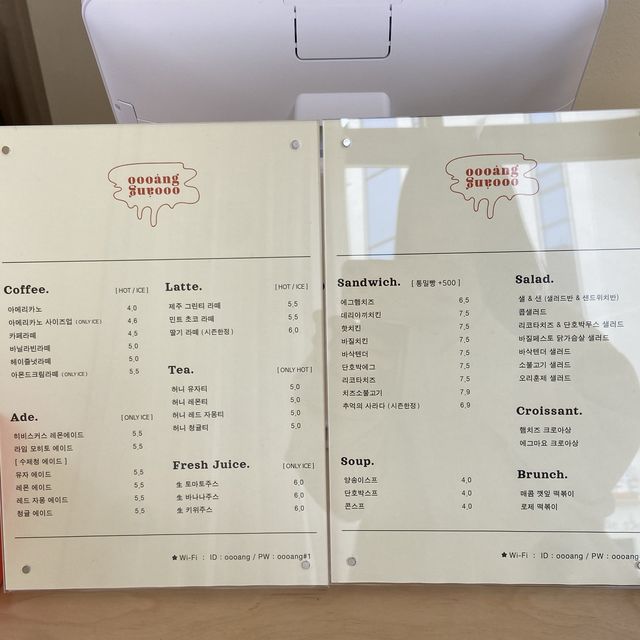 oooang
oooang
Coffee. [ HOT / ICE ]
아메리카노 4,0
아메리카노 사이즈업 (ONLY ICE) 4,6
카페라떼 4,5
바닐라빈라떼 5,0
헤이즐넛라떼 5,0
아몬드크림라떼 (ONLY ICE) 5,5
Ade. [ONLY ICE]
히비스커스 레몬에이드 5,5
라임 모히토 에이드 5,5
[ 수제청 에이드 ]
유자 에이드 5,5
레몬 에이드 5,5
레드 자몽 에이드 5,5
청귤 에이드 5,5
Latte. [HOT / ICE]
제주 그린티 라떼 5,5
민트 초코 라떼 5,5
딸기 라떼 (시즌한정) 6,0
Tea. [ONLY HOT]
허니 유자티 5,0
허니 레몬티 5,0
허니 레드 자몽티 5,0
허니 청귤티 5,0
Fresh Juice. [ONLY ICE]
生 토마토주스 6,0
生 바나나주스 6,0
生 키위주스 6,0
★ Wi-Fi : ID : oooang / PW : oooang#1
oooang
oooang
Sandwich. [ 통밀빵 +500 ]
에그햄치즈 6,5
데리야끼치킨 7,5
핫치킨 7,5
바질치킨 7,5
바삭텐더 7,5
단호박에그 7,5
리코타치즈 7,5
치즈소불고기 7,9
추억의 사라다 (시즌한정) 6,9
Soup.
양송이스프 4,0
단호박스프 4,0
콘스프 4,0
Salad.
샐 & 샌 (샐러드반 & 샌드위치반)
콥샐러드
리코타치즈 & 단호박무스 샐러드
바질페스토 닭가슴살 샐러드
바삭텐더 샐러드
소불고기 샐러드
오리훈제 샐러드
Croissant.
햄치즈 크로아상
에그마요 크로아상
Brunch.
매콤 깻잎 떡볶이
로제 떡볶이
★ Wi-Fi : ID : oooang / PW : oooang